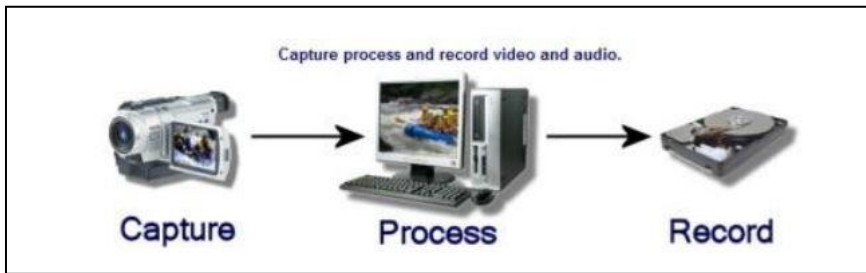 Capture process and record video and audio.
Capture
Process
Record